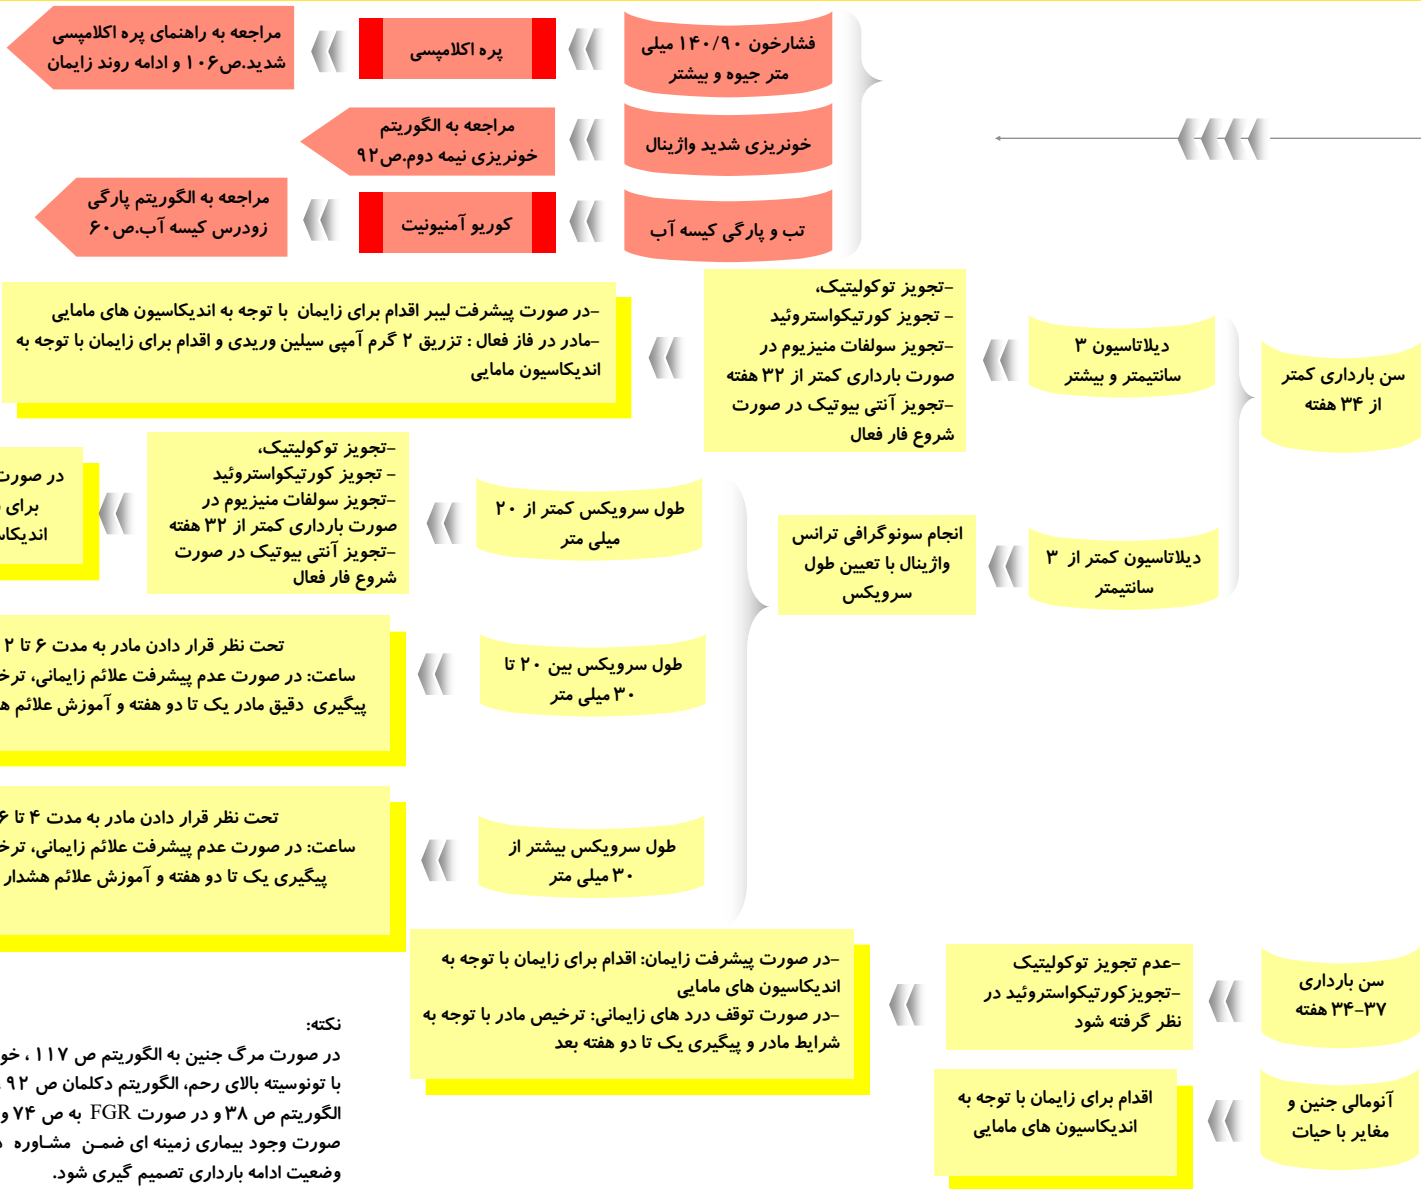 فشارخون ۱۴۰/۹۰ میلی
متر جیوه و بیشتر
پره اکلامپسی
مراجعه به راهنمای پره اکلامپسی
شدید.ص۱۰۶ و ادامه روند زایمان
خونریزی شدید واژینال
مراجعه به الگوریتم
خونریزی نیمه دوم.ص۹۲
تب و پارگی کیسه آب
کوریو آمنیونیت
مراجعه به الگوریتم پارگی
زودرس کیسه آب.ص۶۰
سن بارداری کمتر
از ۳۴ هفته
دیلاتاسیون ۳
سانتیمتر و بیشتر
-تجویز توکولیتیک،
- تجویز کورتیکواستروئید
-تجویز سولفات منیزیوم در
صورت بارداری کمتر از ۳۲ هفته
-تجویز آنتی بیوتیک در صورت
شروع فار فعال
-در صورت پیشرفت لیبر اقدام برای زایمان با توجه به اندیکاسیون های مامایی
-مادر در فاز فعال : تزریق ۲ گرم آمپی سیلین وریدی و اقدام برای زایمان با توجه به
اندیکاسیون مامایی
دیلاتاسیون کمتر از ۳
سانتیمتر
انجام سونوگرافی ترانس
واژینال با تعیین طول
سرویکس
طول سرویکس کمتر از ۲۰
میلی متر
-تجویز توکولیتیک،
- تجویز کورتیکواستروئید
-تجویز سولفات منیزیوم در
صورت بارداری کمتر از ۳۲ هفته
-تجویز آنتی بیوتیک در صورت
شروع فار فعال
در صورت
برای
طول سرویکس بین ۲۰ تا
۳۰ میلی متر
تحت نظر قرار دادن مادر به مدت ۶ تا
ساعت: در صورت عدم پیشرفت علائم زایمانی،
پیگیری دقیق مادر یک تا دو هفته و آموزش علائم
طول سرویکس بیشتر از
۳۰ میلی متر
تحت نظر قرار دادن مادر به مدت ۴ تا ۶
ساعت: در صورت عدم پیشرفت علائم زایمانی،
پیگیری یک تا دو هفته و آموزش علائم هشدار
سن بارداری
۳۴-۳۷ هفته
-عدم تجویز توکولیتیک
-تجویزکورتیکواستروئید در
نظر گرفته شود
-در صورت پیشرفت زایمان: اقدام برای زایمان با توجه به
اندیکاسیون های مامایی
-در صورت توقف درد های زایمانی: ترخیص مادر با توجه به
شرایط مادر و پیگیری یک تا دو هفته بعد
آنومالی جنین و
مغایر با حیات
اقدام برای زایمان با توجه به
اندیکاسیون های مامایی
نکته:
در صورت مرگ جنین به الگوریتم ص ۱۱۷ ،
با تونوسیته بالای رحم، الگوریتم دکلمان ص ۹۲
الگوریتم ص ۳۸ و در صورت FGR به ص ۷۴ و
صورت وجود بیماری زمینه ای ضمن مشاوره
وضعیت ادامه بارداری تصمیم گیری شود.